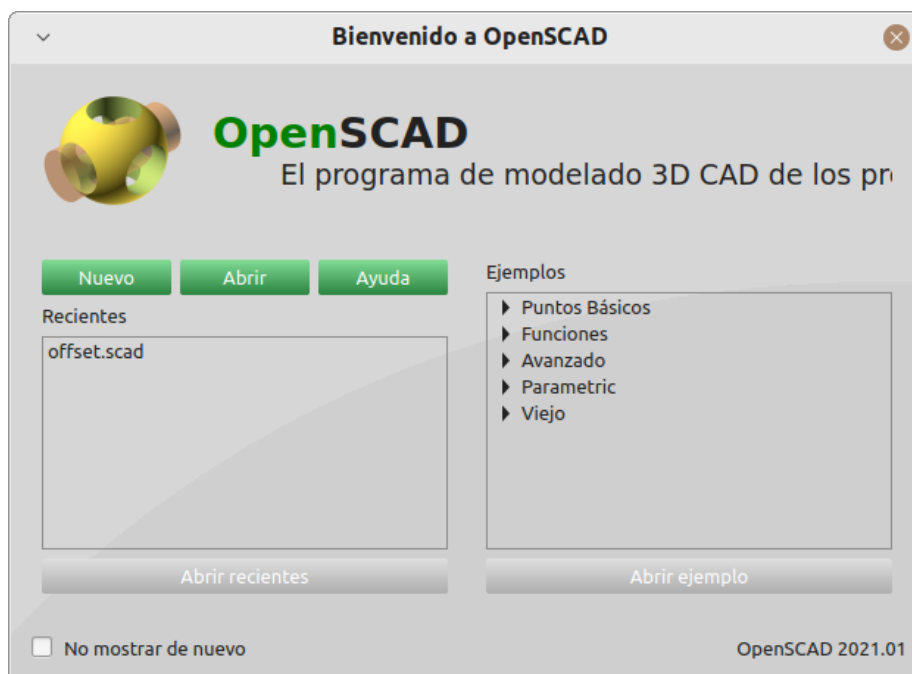 Bienvenido a OpenSCAD
OpenSCAD
El programa de modelado 3D CAD de los
Nuevo
Abrir
Ayuda
Recientes
offset.scad
Abrir recientes
Ejemplos
Puntos Básicos
Funciones
Avanzado
Parametric
Viejo
Abrir ejemplo
No mostrar de nuevo
OpenSCAD 2021.01